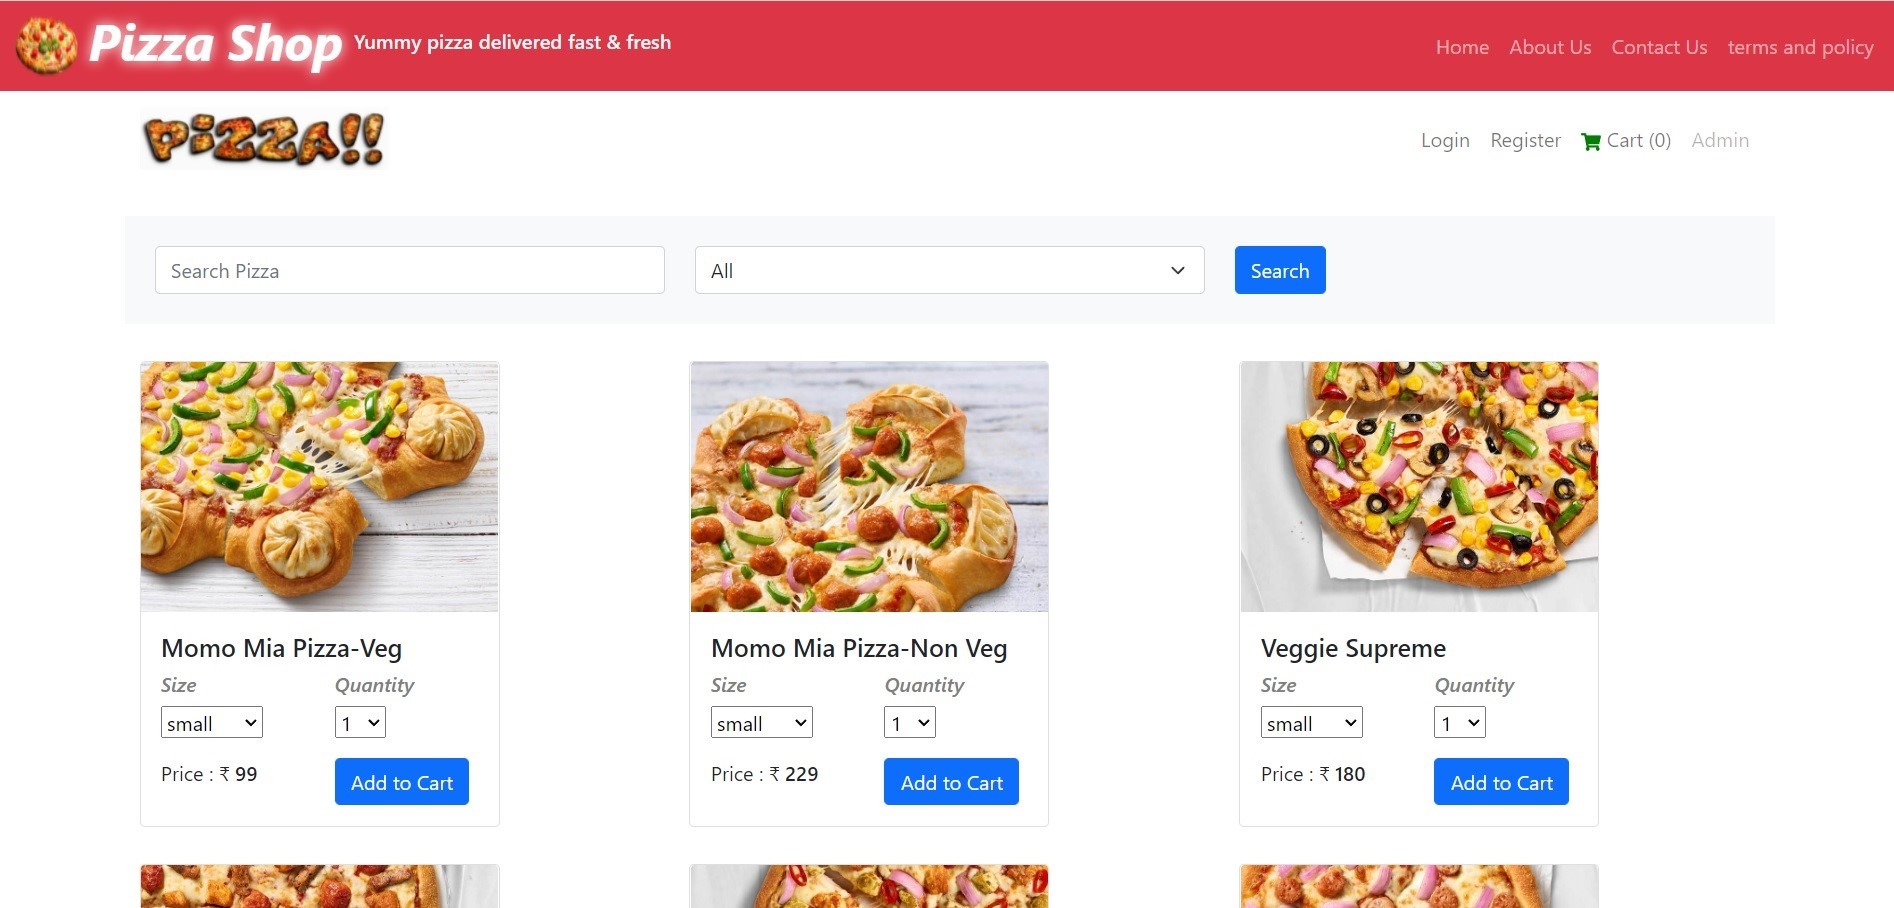 Pizza Shop Yummy pizza delivered fast & fresh Home About Us Contact Us terms and policy
PIZZA!! Login Register Cart (0) Admin
Search Pizza All Search
Momo Mia Pizza-Veg
Size Quantity
small 1
Price : ₹ 99 Add to Cart
Momo Mia Pizza-Non Veg
Size Quantity
small 1
Price : ₹ 229 Add to Cart
Veggie Supreme
Size Quantity
small 1
Price : ₹ 180 Add to Cart